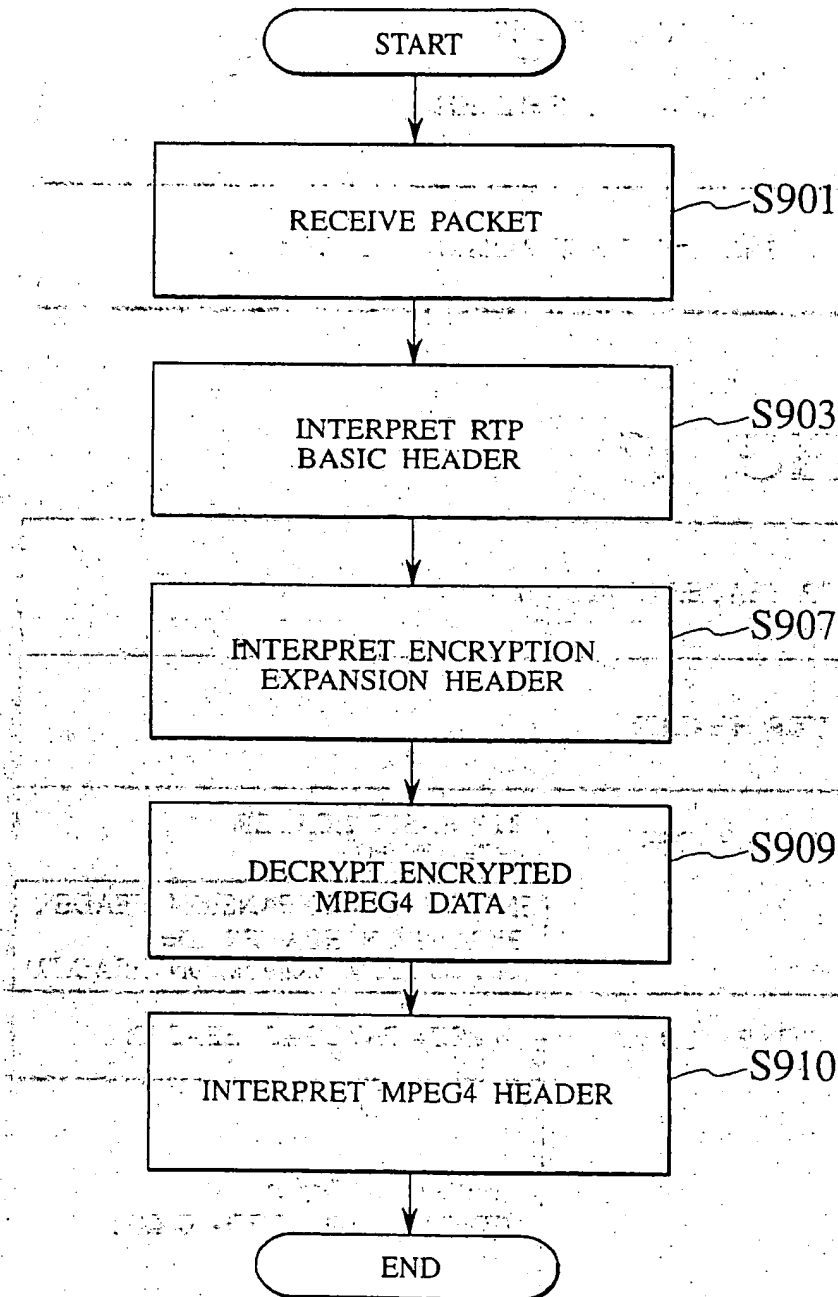 START
RECEIVE PACKET
S901
INTERPRET RTP
BASIC HEADER
S903
INTERPRET ENCRYPTION
EXPANSION HEADER
S907
DECRYPT ENCRYPTED
MPEG4 DATA
S909
INTERPRET MPEG4 HEADER
S910
END